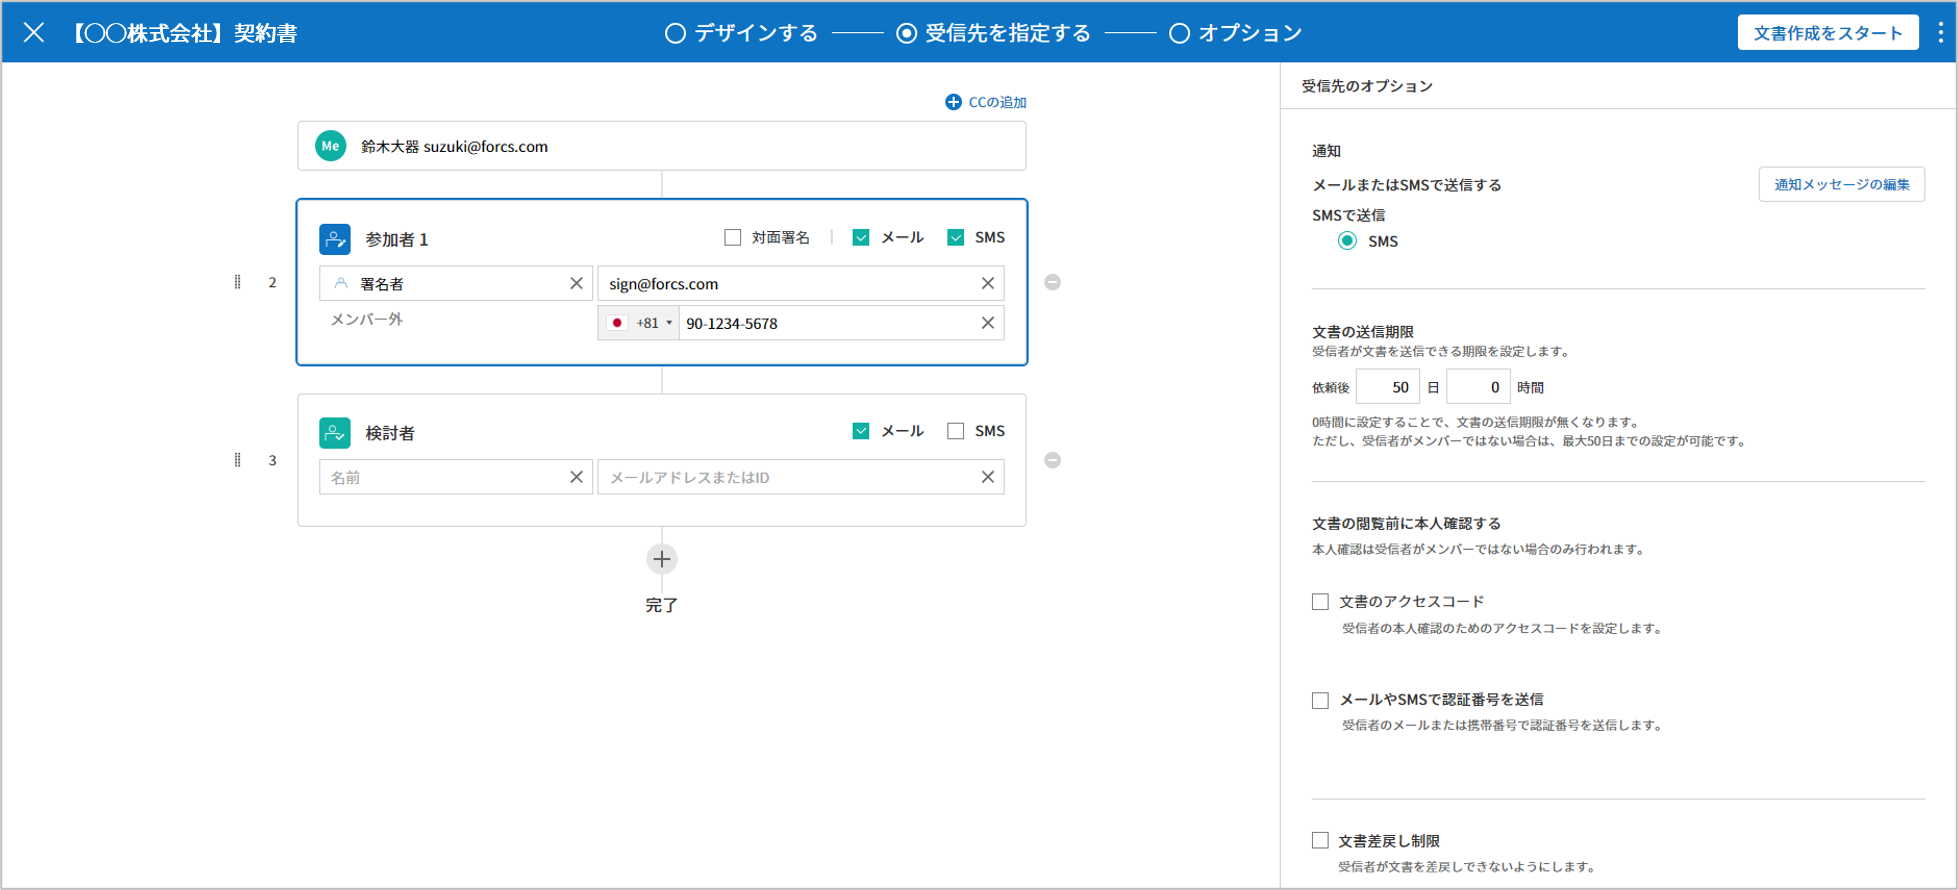 【〇〇株式会社】契約書
デザインする
受信先を指定する
オプション
文書作成をスタート
CCの追加
Me
鈴木大器 suzuki@forcs.com
参加者 1
対面署名
メール
SMS
2
署名者
sign@forcs.com
メンバー外
+81
90-1234-5678
検討者
メール
SMS
3
名前
メールアドレスまたはID
完了
受信先のオプション
通知
メールまたはSMSで送信する
通知メッセージの編集
SMSで送信
SMS
文書の送信期限
受信者が文書を送信できる期限を設定します。
依頼後 50 日 0 時間
0時間に設定することで、文書の送信期限が無くなります。
ただし、受信者がメンバーではない場合は、最大50日までの設定が可能です。
文書の閲覧前に本人確認する
本人確認は受信者がメンバーではない場合のみ行われます。
文書のアクセスコード
受信者の本人確認のためのアクセスコードを設定します。
メールやSMSで認証番号を送信
受信者のメールまたは携帯番号で認証番号を送信します。
文書差戻し制限
受信者が文書を差戻しできないようにします。